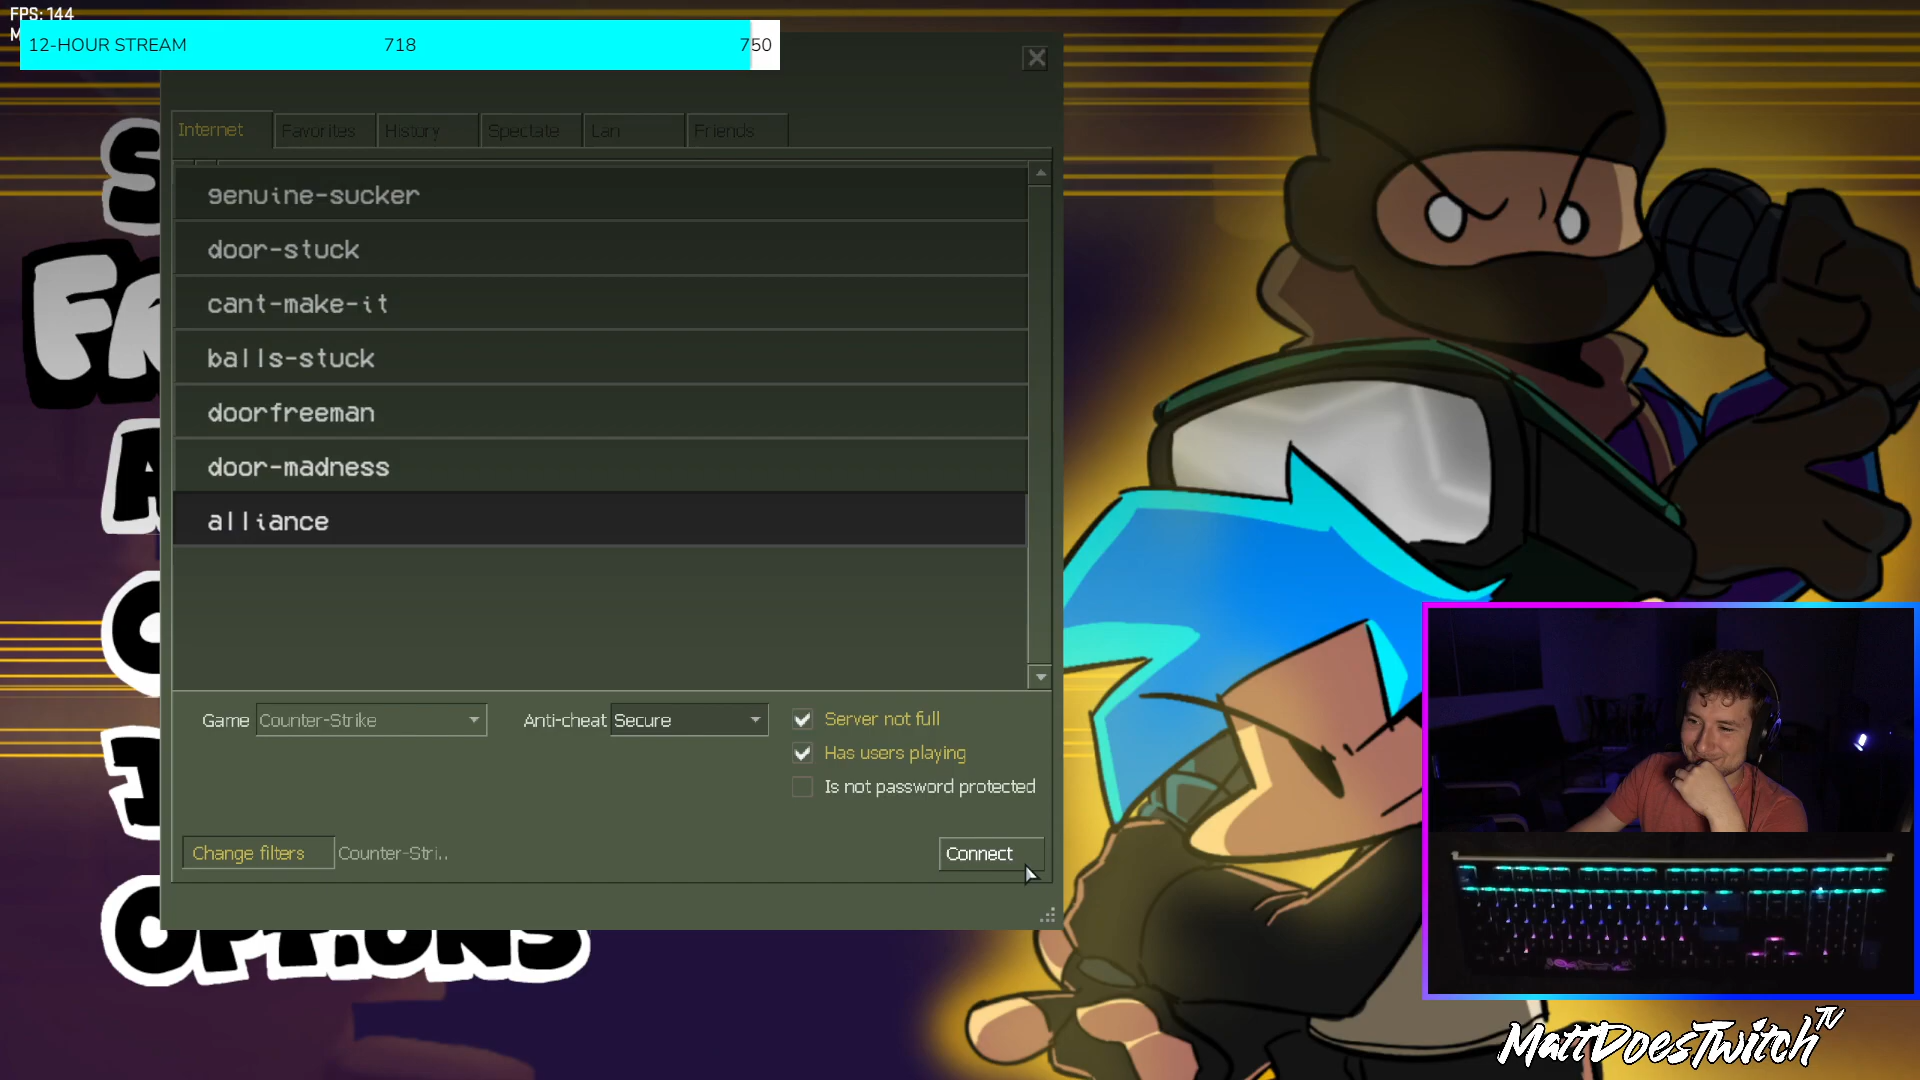 FPS: 144
M
12-HOUR STREAM 718 750
Internet Favorites History Spectate Lan Friends
genuine-sucker
door-stuck
cant-make-it
balls-stuck
doorfreeman
door-madness
alliance
Game Counter-Strike Anti-cheat Secure
Server not full
Has users playing
Is not password protected
Change filters Counter-Stri.. Connect
OPTIONS
MattDoesTwitchTV